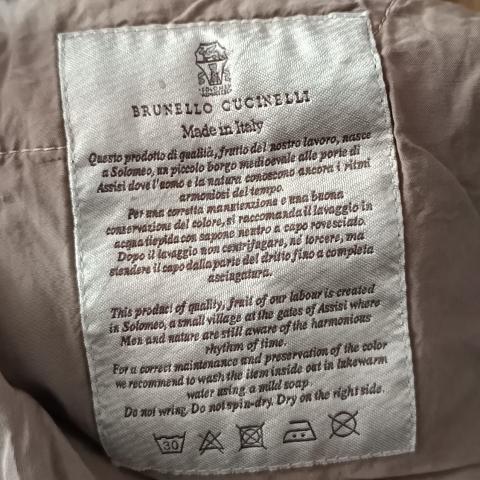 BRUNELLO CUCINELLI
Made in Italy
Questo prodotto di qualità, frutto del nostro lavoro, nasce
a Solomeo, un piccolo borgo medioevale alle porte di
Assisi dove l'uomo e la natura conoscono ancora i ritmi
armoniosi del tempo.
Per una corretta manutenzione e una buona
conservazione del colore, si raccomanda il lavaggio in
acqua tiepida con sapone neutro a capo rovesciato.
Dopo il lavaggio non centrifugare, né torcere, ma
stendere il capo dalla parte del dritto fino a completa
asciugatura.
This product of quality, fruit of our labour is created
in Solomeo, a small village at the gates of Assisi where
Men and nature are still aware of the harmonious
rhythm of time.
For a correct maintenance and preservation of the color
we recommend to wash the item inside out in lukewarm
water using a mild soap.
Do not wring. Do not spin-dry. Dry on the right side.
30